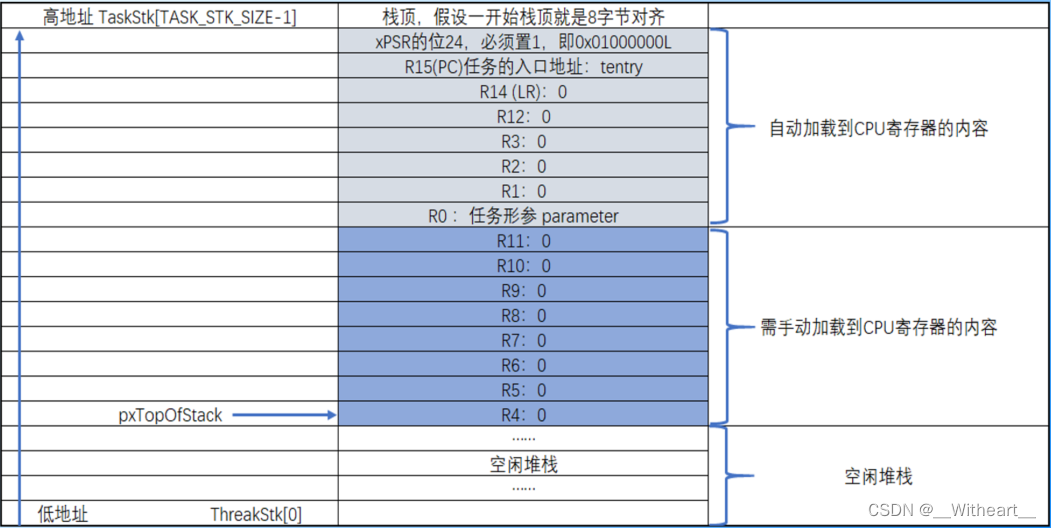 高地址 TaskStk[TASK_STK_SIZE-1]
栈顶，假设一开始栈顶就是8字节对齐
xPSR的位24，必须置1，即0x01000000L
R15(PC)任务的入口地址：tentry
R14 (LR)：0
R12：0
R3：0
R2：0
R1：0
R0 ：任务形参 parameter
自动加载到CPU寄存器的内容
R11：0
R10：0
R9：0
R8：0
R7：0
R6：0
R5：0
R4：0
需手动加载到CPU寄存器的内容
pxTopOfStack
……
空闲堆栈
……
空闲堆栈
低地址 ThreakStk[0]
CSDN @__Witheart__